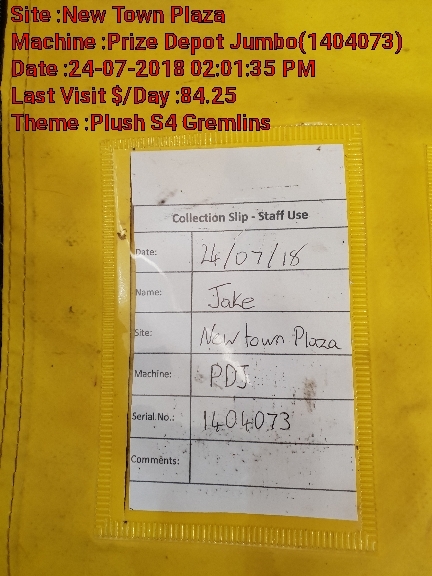 Site :New Town Plaza
Machine :Prize Depot Jumbo(1404073)
Date :24-07-2018 02:01:35 PM
Last Visit $/Day :84.25
Theme :Plush S4 Gremlins
Collection Slip - Staff Use
Date: 24/07/18
Name: Jake
Site: Newtown Plaza
Machine: PDJ
Serial.No.: 1404073
Comments: